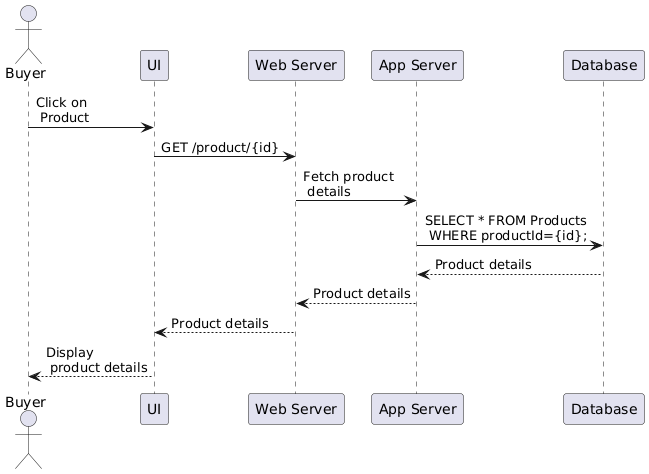 Buyer
UI
Web Server
App Server
Database
Click on
Product
GET /product/{id}
Fetch product
details
SELECT * FROM Products
WHERE productId={id};
Product details
Product details
Product details
Display
product details
Buyer
UI
Web Server
App Server
Database